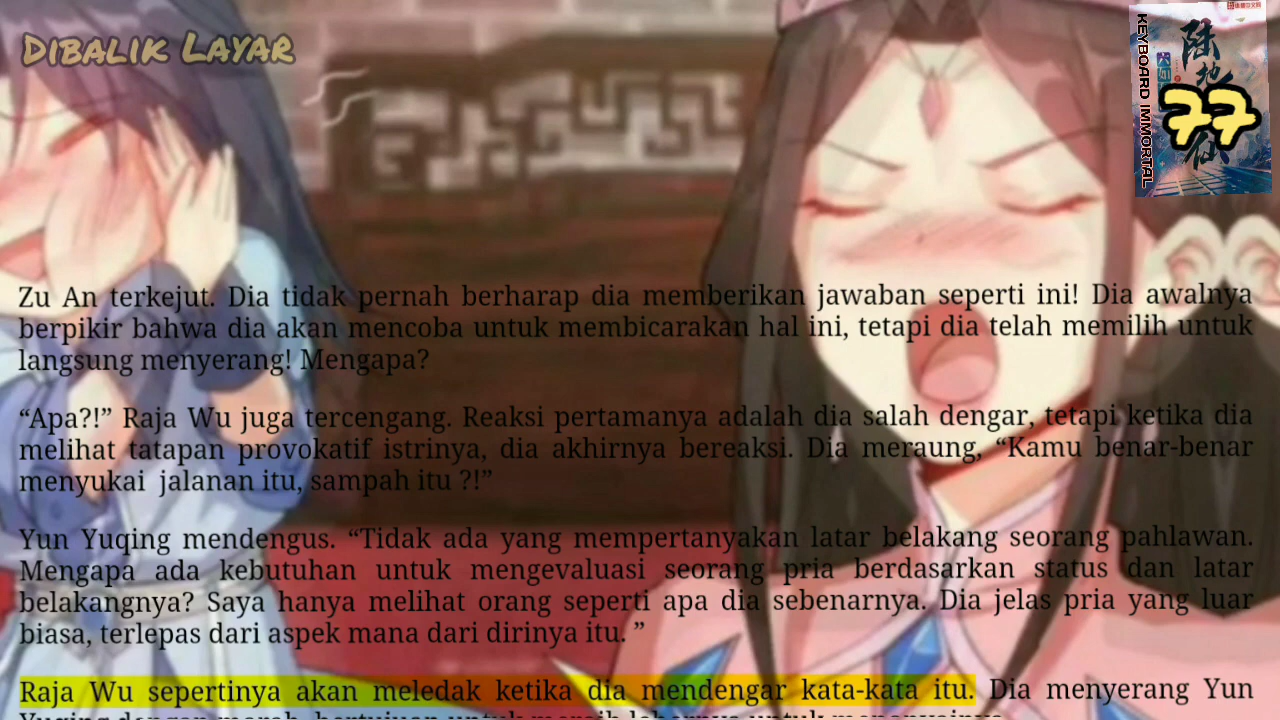 Dibalik Layar
KEYBOARD IMMORTAL
陆地
仙
77
Zu An terkejut. Dia tidak pernah berharap dia memberikan jawaban seperti ini! Dia awalnya
berpikir bahwa dia akan mencoba untuk membicarakan hal ini, tetapi dia telah memilih untuk
langsung menyerang! Mengapa?
“Apa?!” Raja Wu juga tercengang. Reaksi pertamanya adalah dia salah dengar, tetapi ketika dia
melihat tatapan provokatif istrinya, dia akhirnya bereaksi. Dia meraung, “Kamu benar-benar
menyukai jalanan itu, sampah itu ?!”
Yun Yuqing mendengus. “Tidak ada yang mempertanyakan latar belakang seorang pahlawan.
Mengapa ada kebutuhan untuk mengevaluasi seorang pria berdasarkan status dan latar
belakangnya? Saya hanya melihat orang seperti apa dia sebenarnya. Dia jelas pria yang luar
biasa, terlepas dari aspek mana dari dirinya itu. ”
Raja Wu sepertinya akan meledak ketika dia mendengar kata-kata itu. Dia menyerang Yun